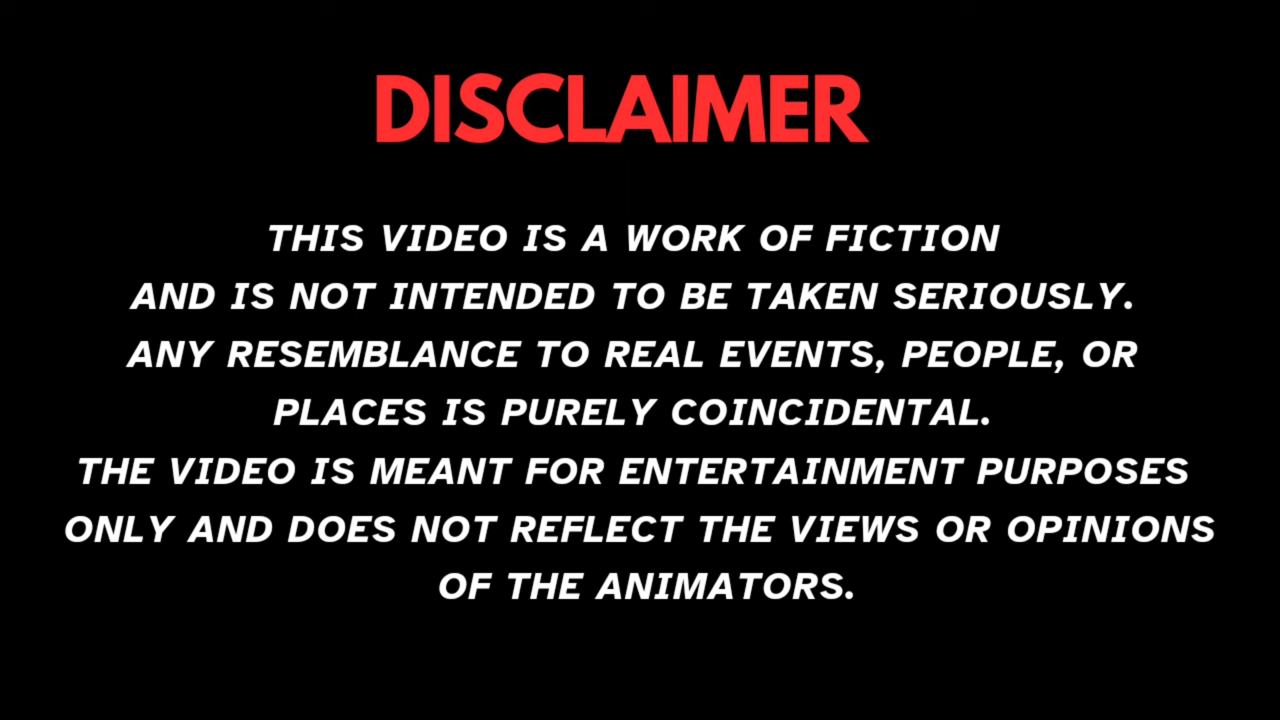 DISCLAIMER
THIS VIDEO IS A WORK OF FICTION
AND IS NOT INTENDED TO BE TAKEN SERIOUSLY.
ANY RESEMBLANCE TO REAL EVENTS, PEOPLE, OR
PLACES IS PURELY COINCIDENTAL.
THE VIDEO IS MEANT FOR ENTERTAINMENT PURPOSES
ONLY AND DOES NOT REFLECT THE VIEWS OR OPINIONS
OF THE ANIMATORS.